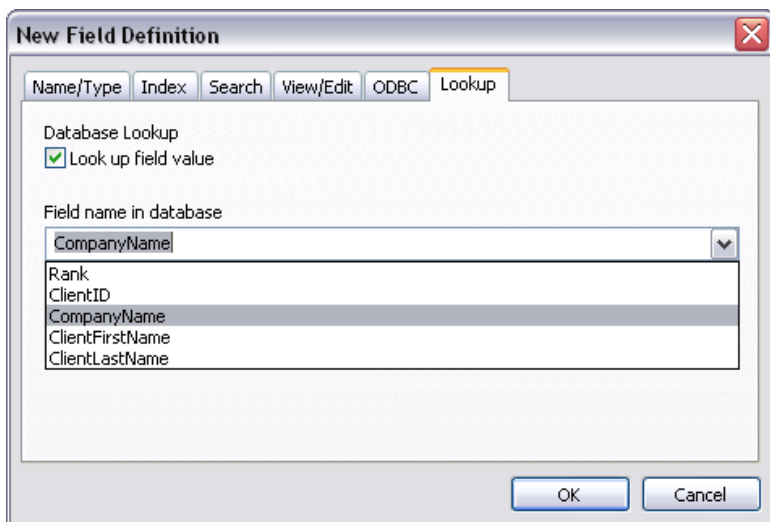 New Field Definition
Name/Type Index Search View/Edit ODBC Lookup
Database Lookup
Look up field value
Field name in database
CompanyName
Rank
ClientID
CompanyName
ClientFirstName
ClientLastName
OK Cancel